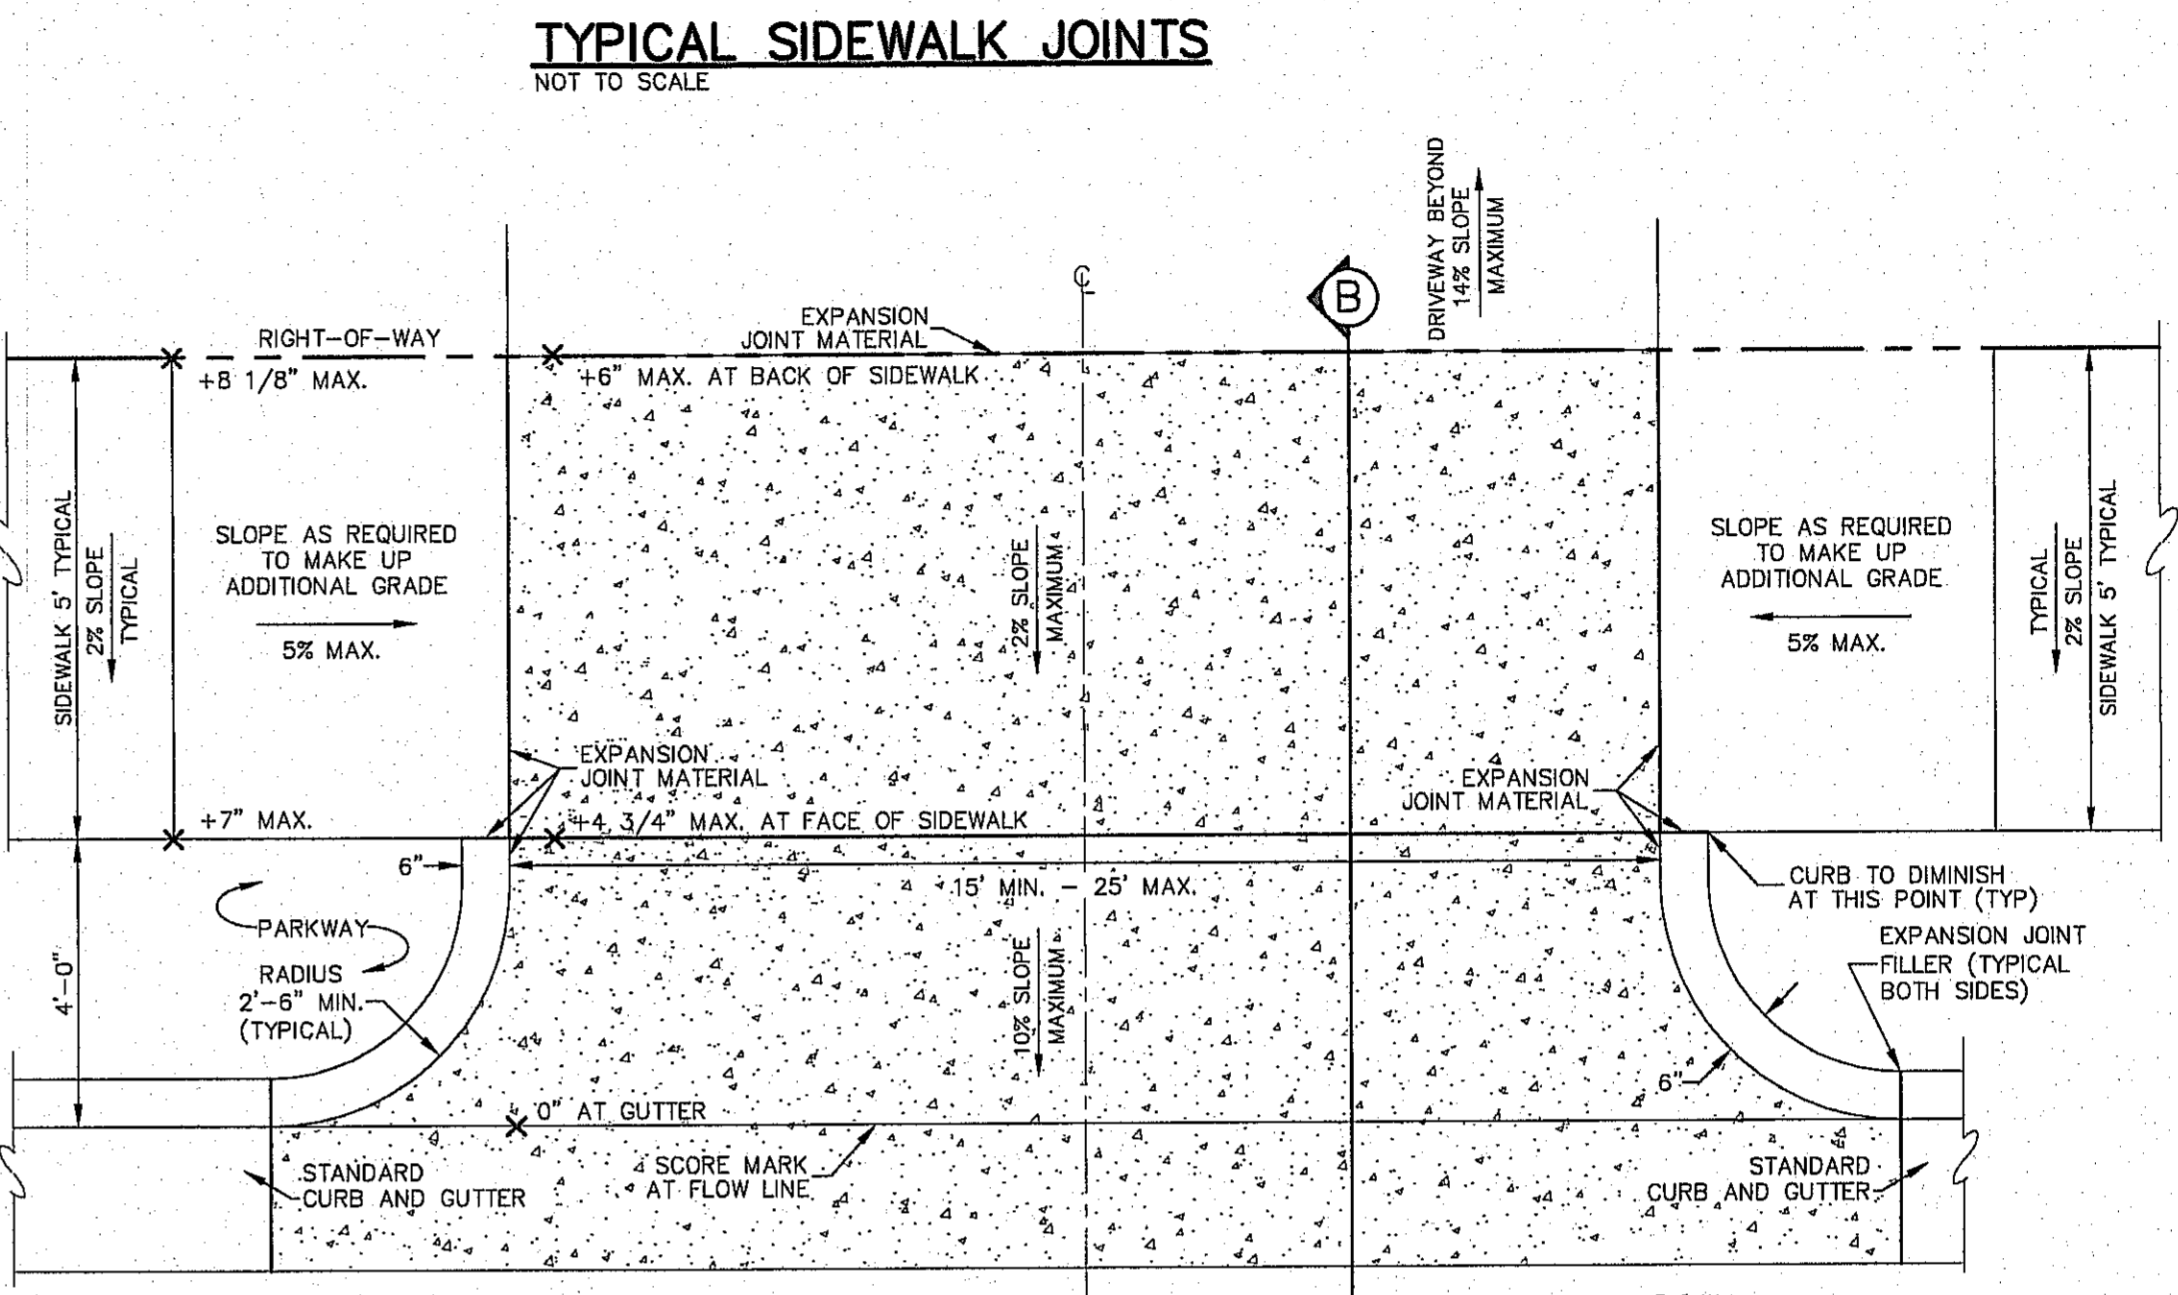 TYPICAL SIDEWALK JOINTS
NOT TO SCALE
DRIVEWAY BEYOND
14% SLOPE
MAXIMUM
℄
B
EXPANSION
JOINT MATERIAL
RIGHT-OF-WAY
+8 1/8" MAX.
+6" MAX. AT BACK OF SIDEWALK
SIDEWALK 5' TYPICAL
2% SLOPE
TYPICAL
SLOPE AS REQUIRED
TO MAKE UP
ADDITIONAL GRADE
5% MAX.
2% SLOPE
MAXIMUM
SLOPE AS REQUIRED
TO MAKE UP
ADDITIONAL GRADE
5% MAX.
TYPICAL
2% SLOPE
SIDEWALK 5' TYPICAL
EXPANSION
JOINT MATERIAL
EXPANSION
JOINT MATERIAL
+7" MAX.
+4 3/4" MAX. AT FACE OF SIDEWALK
6"
15' MIN. - 25' MAX.
CURB TO DIMINISH
AT THIS POINT (TYP)
PARKWAY
4'-0"
RADIUS
2'-6" MIN.
(TYPICAL)
10% SLOPE
MAXIMUM
EXPANSION JOINT
FILLER (TYPICAL
BOTH SIDES)
6"
0" AT GUTTER
STANDARD
CURB AND GUTTER
SCORE MARK
AT FLOW LINE
STANDARD
CURB AND GUTTER